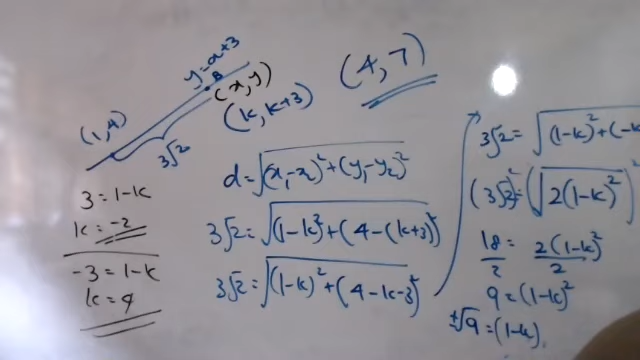 y=x+3
B
(x,y)
(k, k+3)
(4,7)
(1,4)
3√2
3=1-k
k=-2
-3=1-k
k=4
d=√(x₁-x₂)²+(y₁-y₂)²
3√2=√(1-k)²+(4-(k+3))²
3√2=√(1-k)²+(4-k-3)²
3√2=√(1-k)²+(-k
(3√2)²=(√2(1-k)²)²
18/2=2(1-k)²/2
9=(1-k)²
±√9=(1-k)